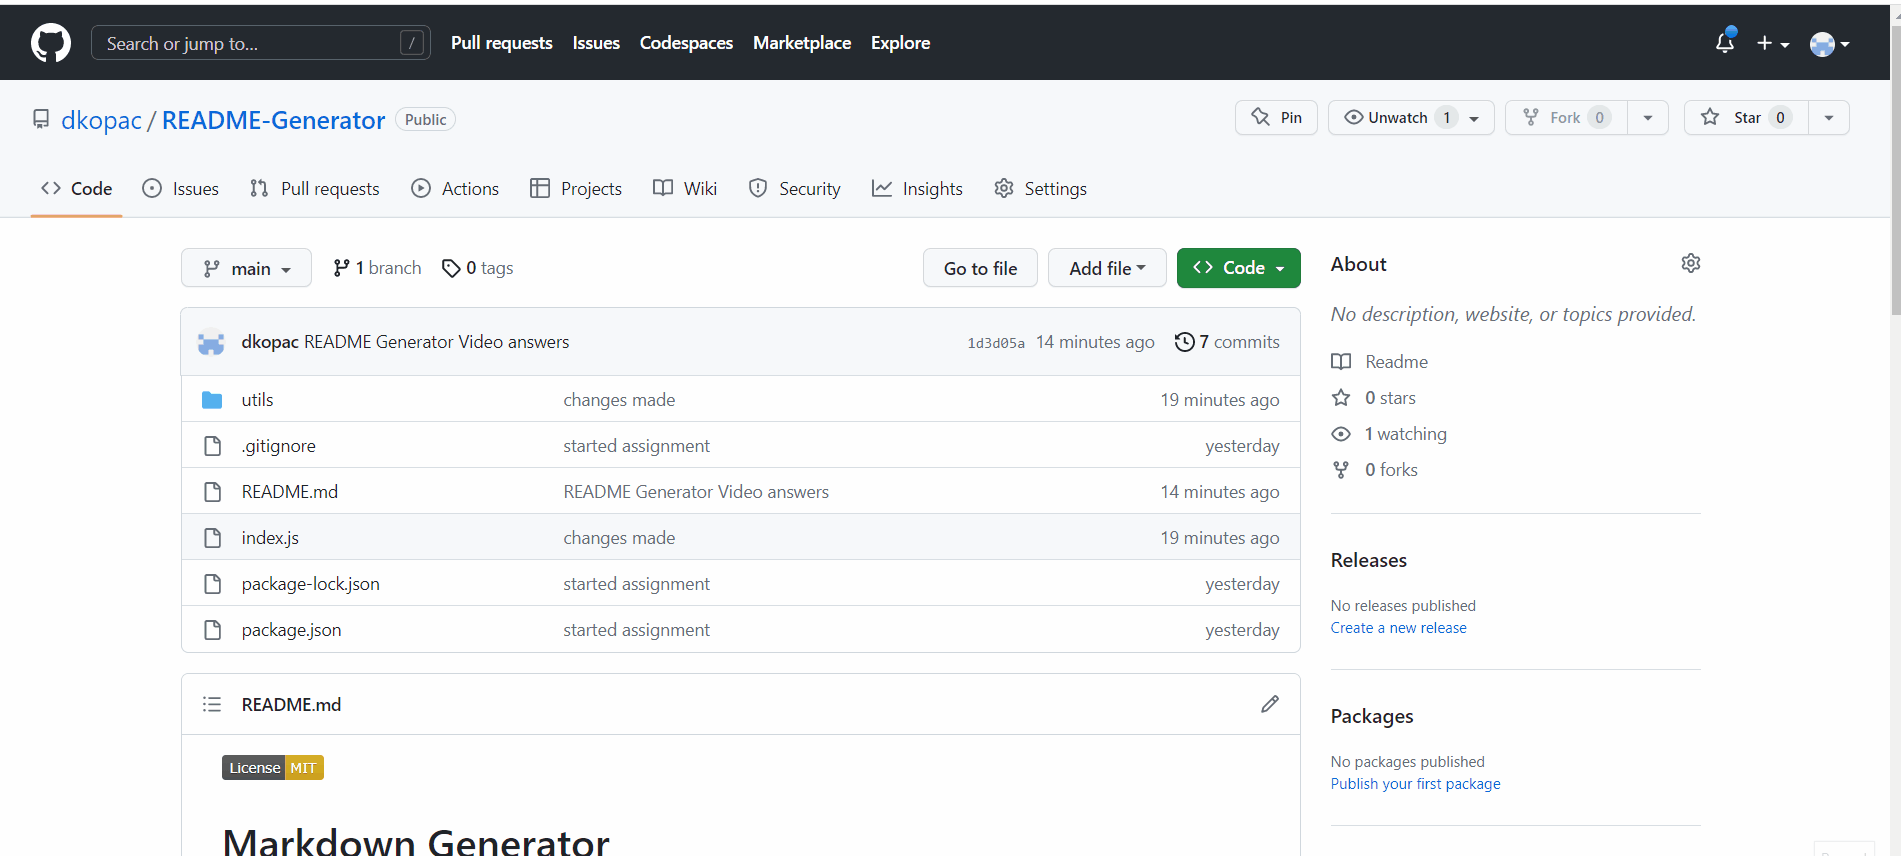 Search or jump to... / Pull requests Issues Codespaces Marketplace Explore
dkopac / README-Generator Public Pin Unwatch 1 Fork 0 Star 0
Code Issues Pull requests Actions Projects Wiki Security Insights Settings
main 1 branch 0 tags Go to file Add file Code
dkopac README Generator Video answers 1d3d05a 14 minutes ago 7 commits
utils changes made 19 minutes ago
.gitignore started assignment yesterday
README.md README Generator Video answers 14 minutes ago
index.js changes made 19 minutes ago
package-lock.json started assignment yesterday
package.json started assignment yesterday
README.md
License MIT
Markdown Generator
About
No description, website, or topics provided.
Readme
0 stars
1 watching
0 forks
Releases
No releases published
Create a new release
Packages
No packages published
Publish your first package